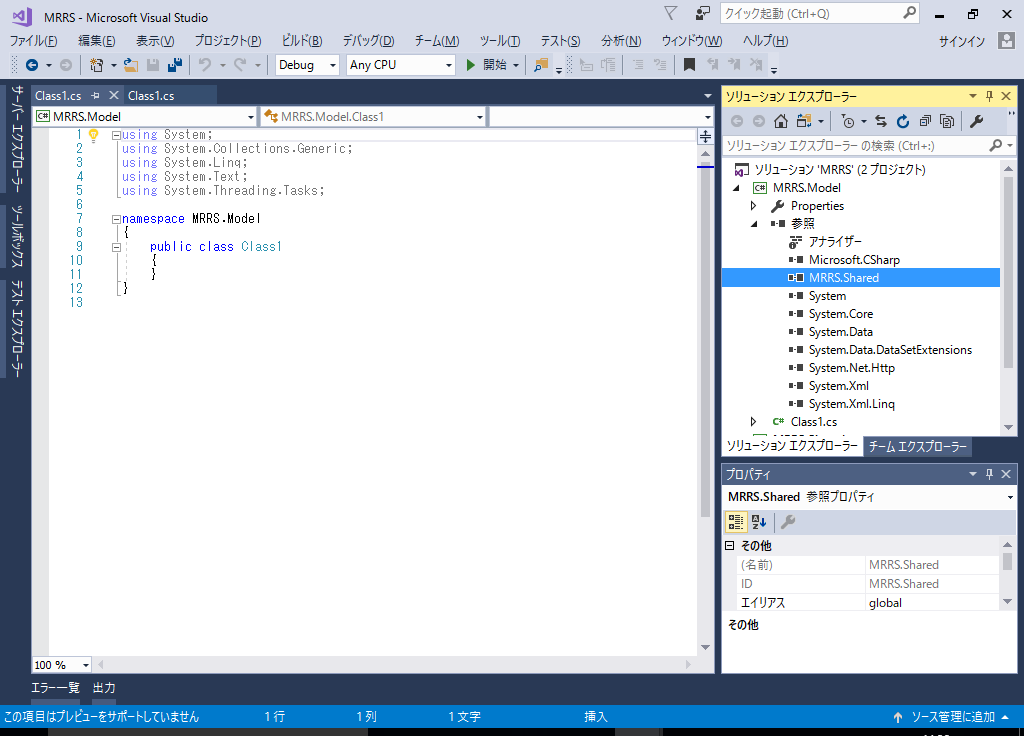 MRRS - Microsoft Visual Studio
クイック起動 (Ctrl+Q)
ファイル(F) 編集(E) 表示(V) プロジェクト(P) ビルド(B) デバッグ(D) チーム(M) ツール(T) テスト(S) 分析(N) ウィンドウ(W) ヘルプ(H) サインイン
Debug Any CPU 開始
サーバー エクスプローラー
ツールボックス
テスト エクスプローラー
Class1.cs Class1.cs
MRRS.Model MRRS.Model.Class1
1 using System;
2 using System.Collections.Generic;
3 using System.Linq;
4 using System.Text;
5 using System.Threading.Tasks;
6
7 namespace MRRS.Model
8 {
9 public class Class1
10 {
11 }
12 }
13
100 %
ソリューション エクスプローラー
ソリューション エクスプローラー の検索 (Ctrl+:)
ソリューション 'MRRS' (2 プロジェクト)
MRRS.Model
Properties
参照
アナライザー
Microsoft.CSharp
MRRS.Shared
System
System.Core
System.Data
System.Data.DataSetExtensions
System.Net.Http
System.Xml
System.Xml.Linq
Class1.cs
ソリューション エクスプローラー チーム エクスプローラー
プロパティ
MRRS.Shared 参照プロパティ
その他
(名前) MRRS.Shared
ID MRRS.Shared
エイリアス global
その他
エラー一覧 出力
この項目はプレビューをサポートしていません 1 行 1 列 1 文字 挿入 ソース管理に追加